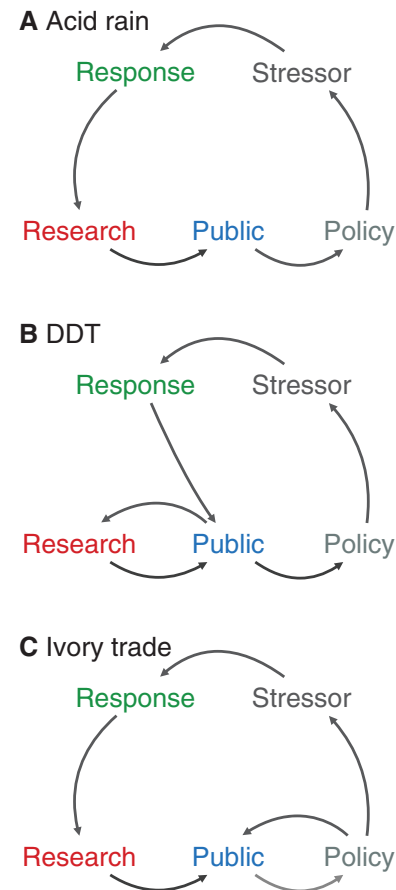 A Acid rain
Response Stressor
Research Public Policy
B DDT
Response Stressor
Research Public Policy
C Ivory trade
Response Stressor
Research Public Policy